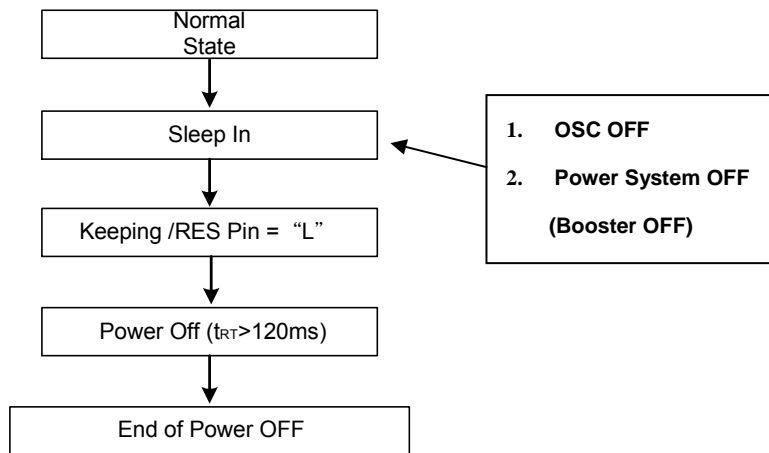 Normal
State
Sleep In
1. OSC OFF
2. Power System OFF
(Booster OFF)
Keeping /RES Pin = “L”
Power Off (tRT>120ms)
End of Power OFF